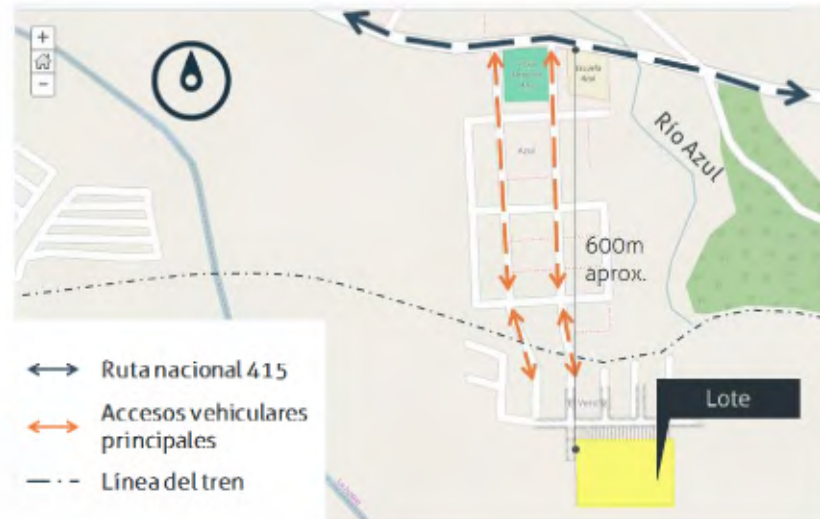 +
−
Escuela
Azul
Azul
Río Azul
600m
aprox.
Ruta nacional 415
Accesos vehiculares
principales
Línea del tren
Lote